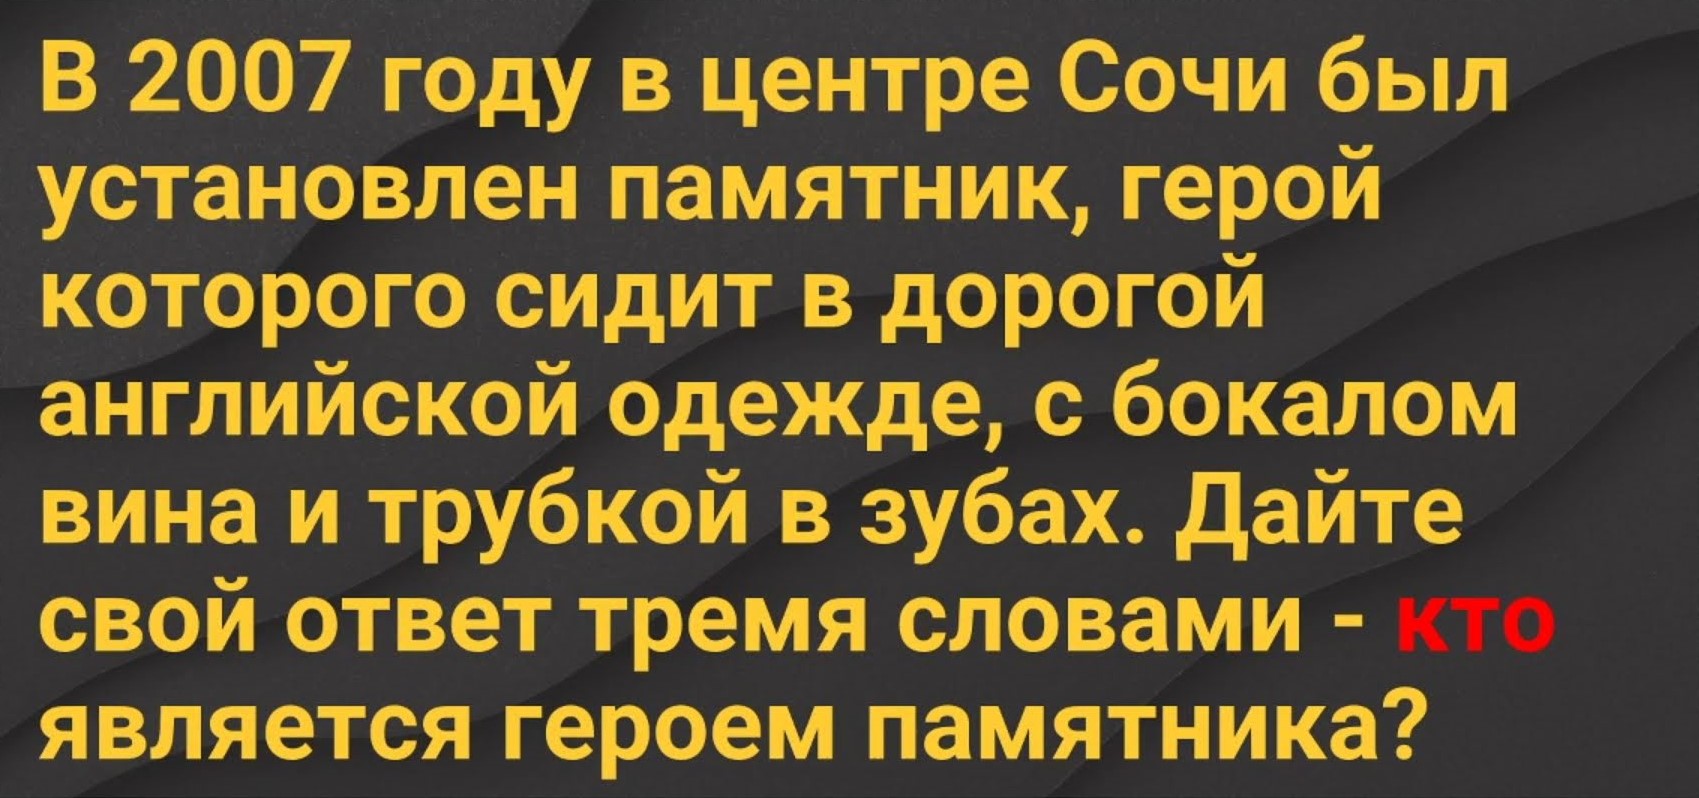 В 2007 году в центре Сочи был
установлен памятник, герой
которого сидит в дорогой
английской одежде, с бокалом
вина и трубкой в зубах. Дайте
свой ответ тремя словами - кто
является героем памятника?